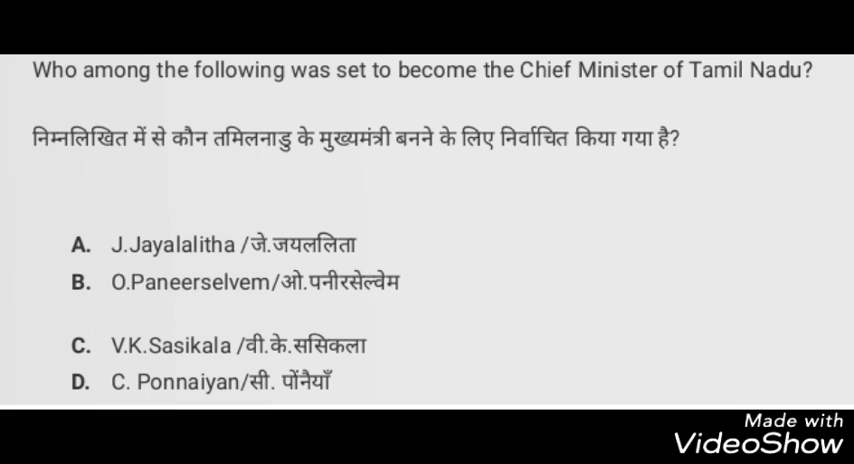 Who among the following was set to become the Chief Minister of Tamil Nadu?
निम्नलिखित में से कौन तमिलनाडु के मुख्यमंत्री बनने के लिए निर्वाचित किया गया है?
A. J.Jayalalitha /जे.जयललिता
B. O.Paneerselvem/ओ.पनीरसेल्वेम
C. V.K.Sasikala /वी.के.ससिकला
D. C. Ponnaiyan/सी. पोंनैयाँ
Made with
VideoShow